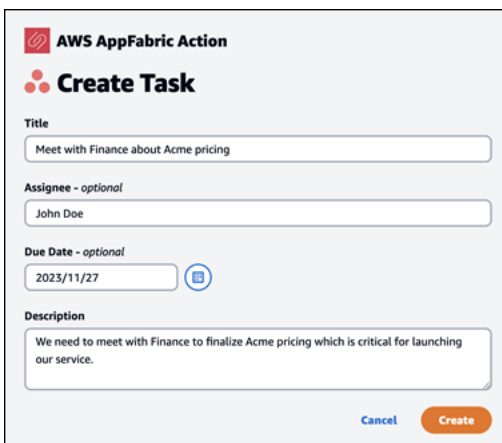 AWS AppFabric Action
Create Task
Title
Meet with Finance about Acme pricing
Assignee - optional
John Doe
Due Date - optional
2023/11/27
Description
We need to meet with Finance to finalize Acme pricing which is critical for launching
our service.
Cancel Create